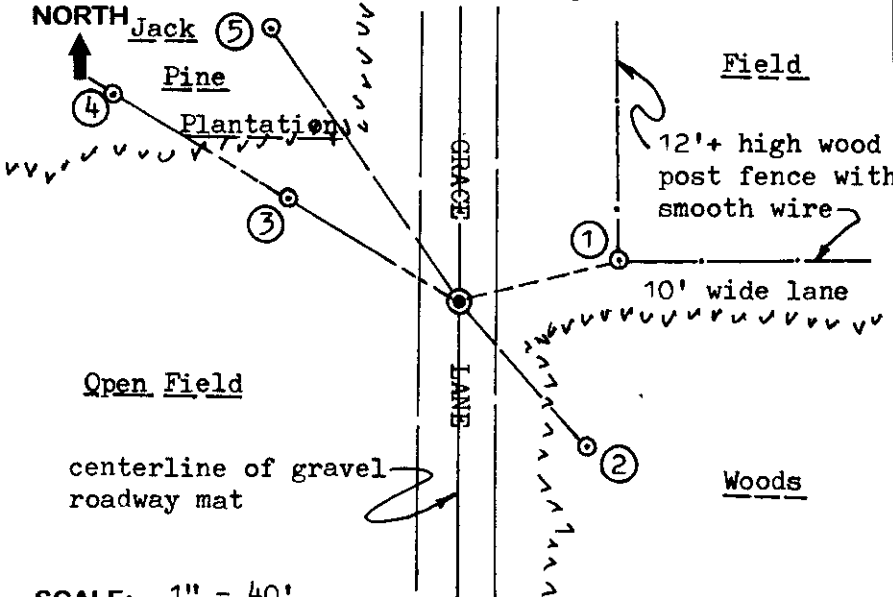 NORTH
Jack
Pine
Plantation
5
4
3
Field
12'+ high wood
post fence with
smooth wire
GRACE
1
10' wide lane
Open Field
LANE
centerline of gravel
roadway mat
2
Woods
SCALE: 1" = 40'